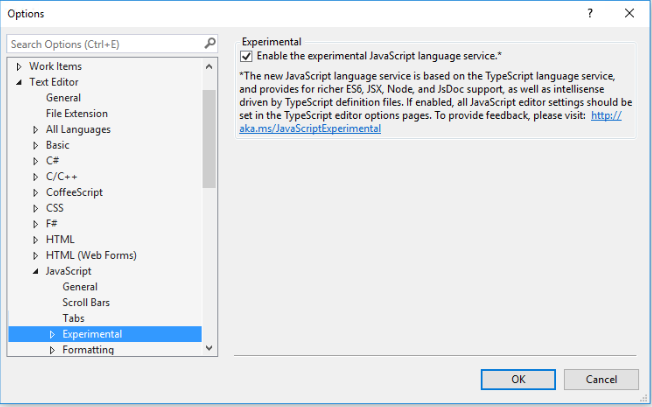 Options
?
Search Options (Ctrl+E)
Work Items
Text Editor
General
File Extension
All Languages
Basic
C#
C/C++
CoffeeScript
CSS
F#
HTML
HTML (Web Forms)
JavaScript
General
Scroll Bars
Tabs
Experimental
Formatting
Experimental
Enable the experimental JavaScript language service.*
*The new JavaScript language service is based on the TypeScript language service,
and provides for richer ES6, JSX, Node, and JsDoc support, as well as intellisense
driven by TypeScript definition files. If enabled, all JavaScript editor settings should be
set in the TypeScript editor options pages. To provide feedback, please visit: http://
aka.ms/JavaScriptExperimental
OK
Cancel